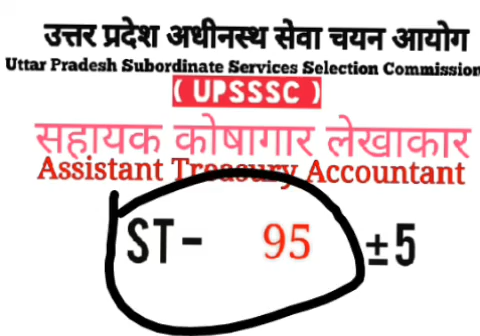 उत्तर प्रदेश अधीनस्थ सेवा चयन आयोग
Uttar Pradesh Subordinate Services Selection Commission
( UPSSSC )
सहायक कोषागार लेखाकार
Assistant Treasury Accountant
ST- 95 ±5